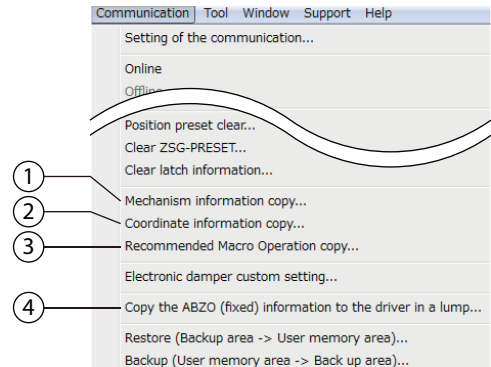 Communication Tool Window Support Help
Setting of the communication...
Online
Offline
Position preset clear...
Clear ZSG-PRESET...
Clear latch information...
1 Mechanism information copy...
2 Coordinate information copy...
3 Recommended Macro Operation copy...
Electronic damper custom setting...
4 Copy the ABZO (fixed) information to the driver in a lump...
Restore (Backup area -> User memory area)...
Backup (User memory area -> Back up area)...